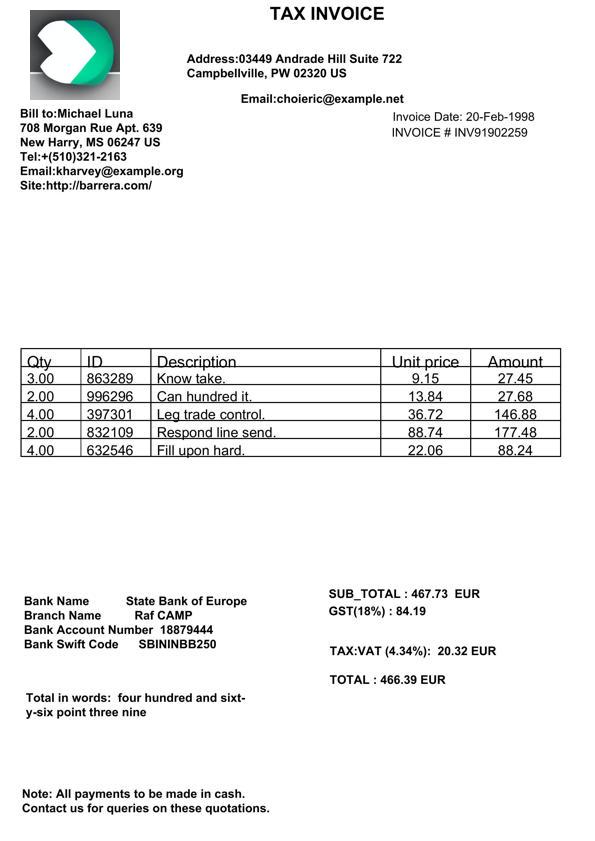 TAX INVOICE
Address:03449 Andrade Hill Suite 722
Campbellville, PW 02320 US
Email:choieric@example.net
Bill to:Michael Luna
708 Morgan Rue Apt. 639
New Harry, MS 06247 US
Tel:+(510)321-2163
Email:kharvey@example.org
Site:http://barrera.com/
Invoice Date: 20-Feb-1998
INVOICE # INV91902259
Qty ID Description Unit price Amount
3.00 863289 Know take. 9.15 27.45
2.00 996296 Can hundred it. 13.84 27.68
4.00 397301 Leg trade control. 36.72 146.88
2.00 832109 Respond line send. 88.74 177.48
4.00 632546 Fill upon hard. 22.06 88.24
Bank Name State Bank of Europe
Branch Name Raf CAMP
Bank Account Number 18879444
Bank Swift Code SBININBB250
SUB_TOTAL : 467.73 EUR
GST(18%) : 84.19
TAX:VAT (4.34%): 20.32 EUR
TOTAL : 466.39 EUR
Total in words: four hundred and sixt-
y-six point three nine
Note: All payments to be made in cash.
Contact us for queries on these quotations.